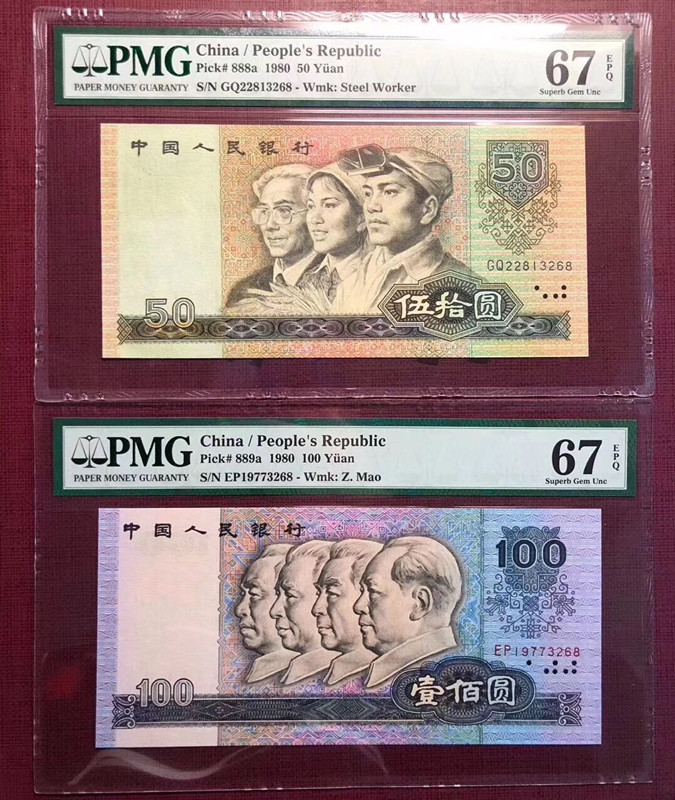 PMG
PAPER MONEY GUARANTY
China / People's Republic
Pick# 888a 1980 50 Yüan
S/N GQ22813268 - Wmk: Steel Worker
67
EPQ
Superb Gem Unc
中国人民银行
50
GQ22813268
50
伍拾圆
PMG
PAPER MONEY GUARANTY
China / People's Republic
Pick# 889a 1980 100 Yüan
S/N EP19773268 - Wmk: Z. Mao
67
EPQ
Superb Gem Unc
中国人民银行
100
EP19773268
100
壹佰圆